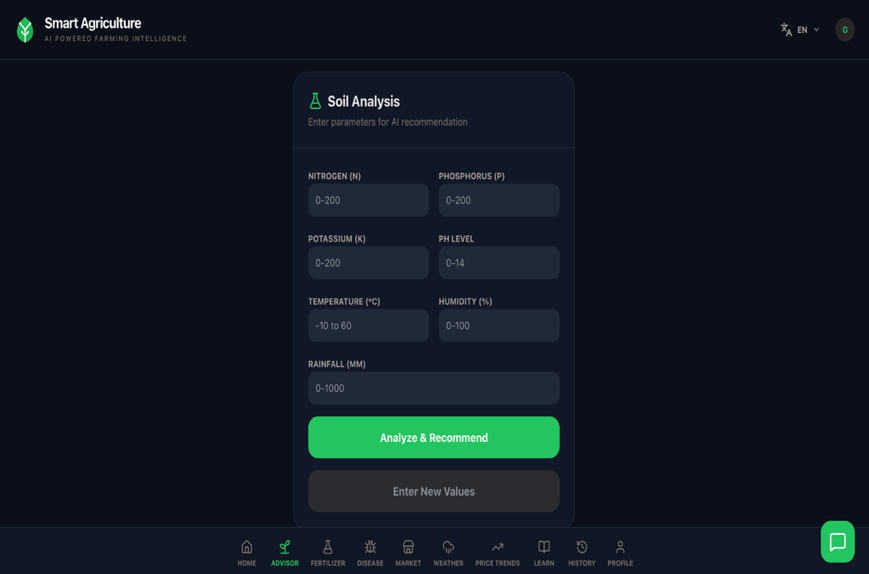 Smart Agriculture
AI POWERED FARMING INTELLIGENCE
EN
G
Soil Analysis
Enter parameters for AI recommendation
NITROGEN (N)
PHOSPHORUS (P)
0-200
0-200
POTASSIUM (K)
PH LEVEL
0-200
0-14
TEMPERATURE (°C)
HUMIDITY (%)
-10 to 60
0-100
RAINFALL (MM)
0-1000
Analyze & Recommend
Enter New Values
HOME
ADVISOR
FERTILIZER
DISEASE
MARKET
WEATHER
PRICE TRENDS
LEARN
HISTORY
PROFILE